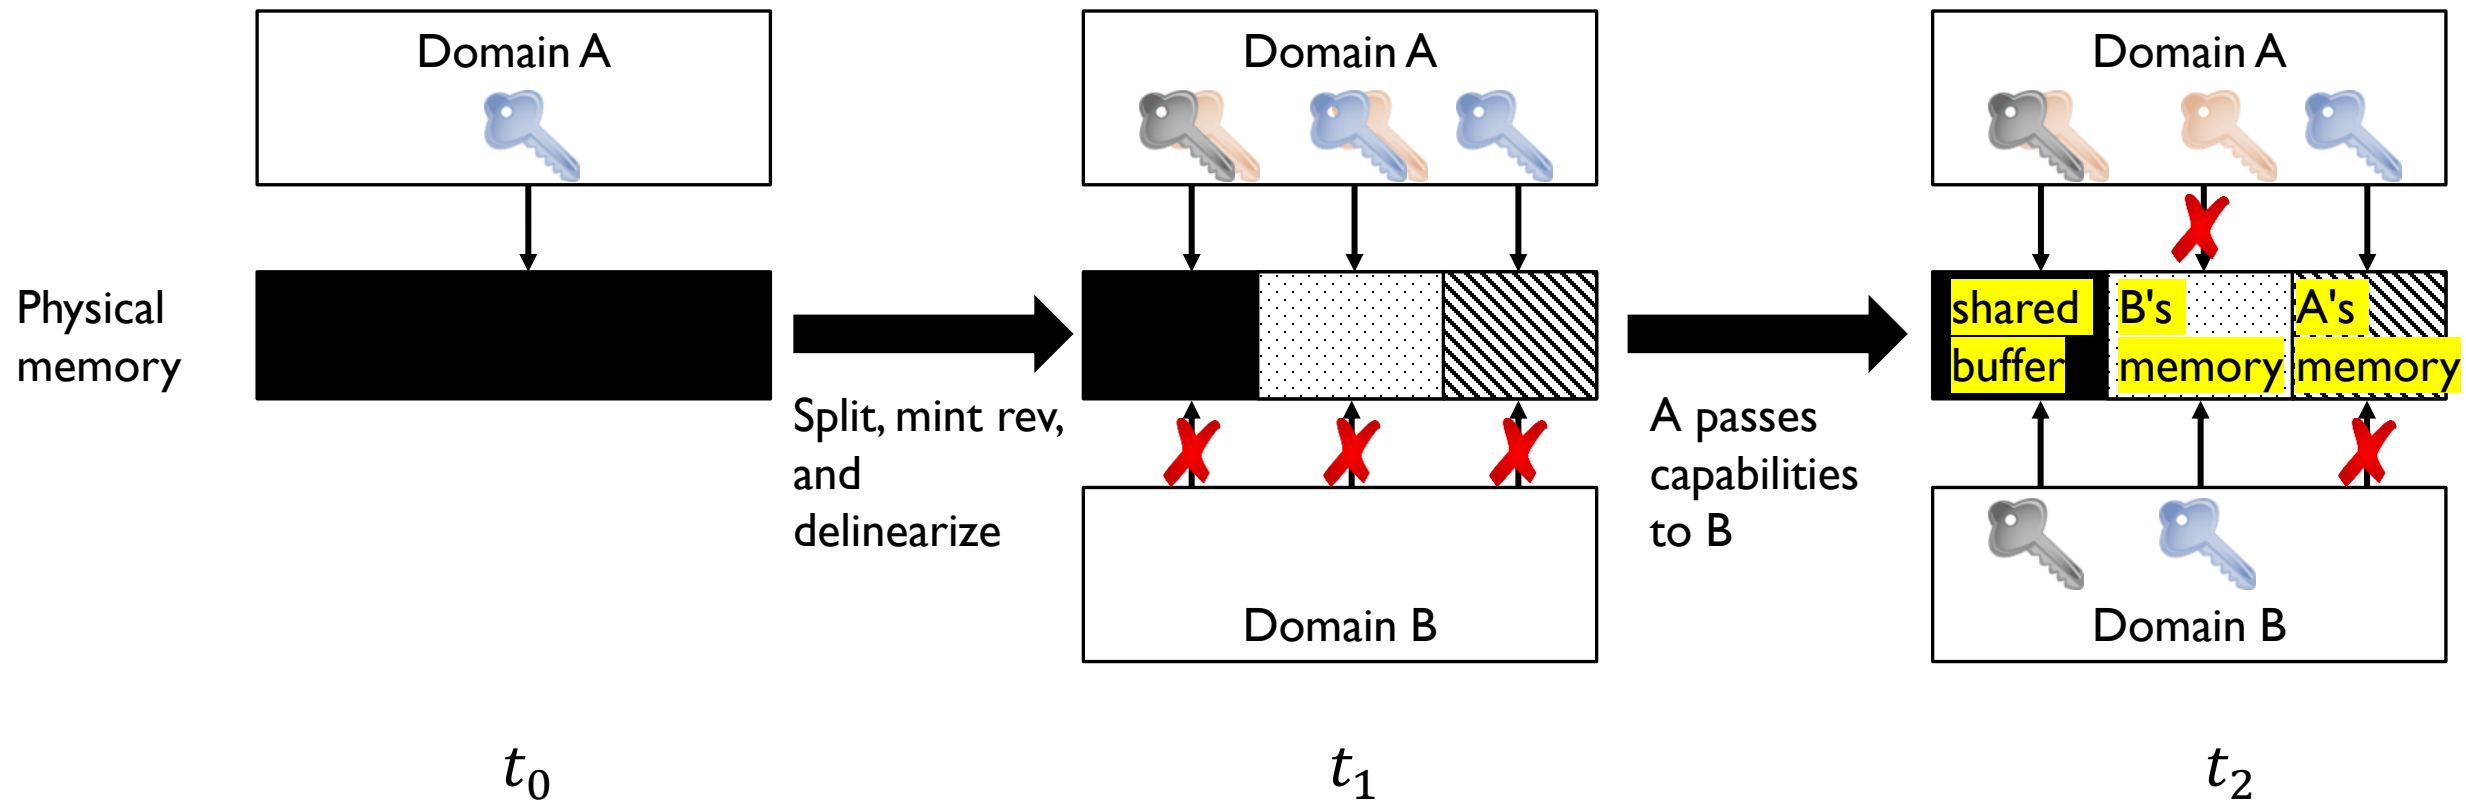 Domain A
Domain A
Domain A
Physical
memory
shared
buffer
B's
memory
A's
memory
Split, mint rev,
and
delinearize
A passes
capabilities
to B
Domain B
Domain B
t₀
t₁
t₂